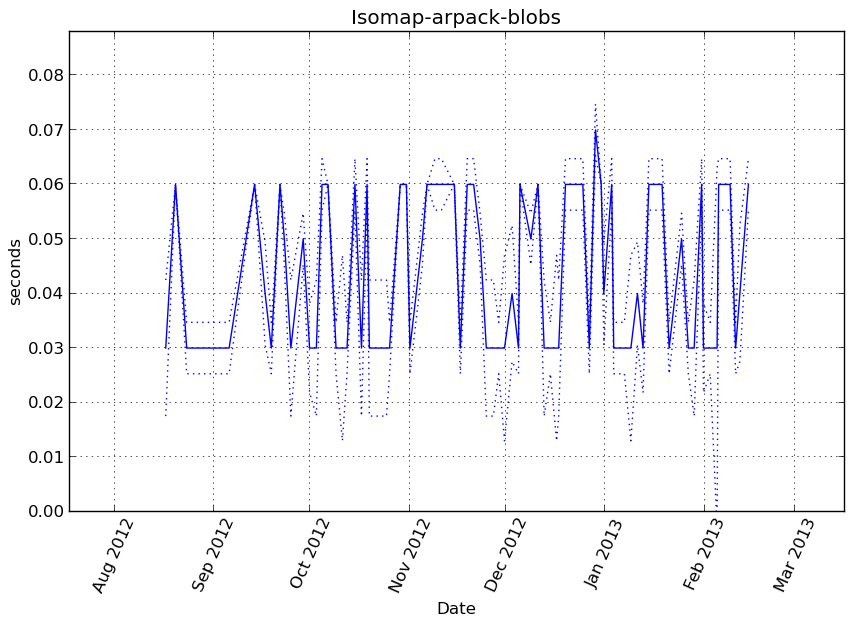 Isomap-arpack-blobs
0.08
0.07
0.06
0.05
0.04
0.03
0.02
0.01
0.00
seconds
Aug 2012
Sep 2012
Oct 2012
Nov 2012
Dec 2012
Jan 2013
Feb 2013
Mar 2013
Date